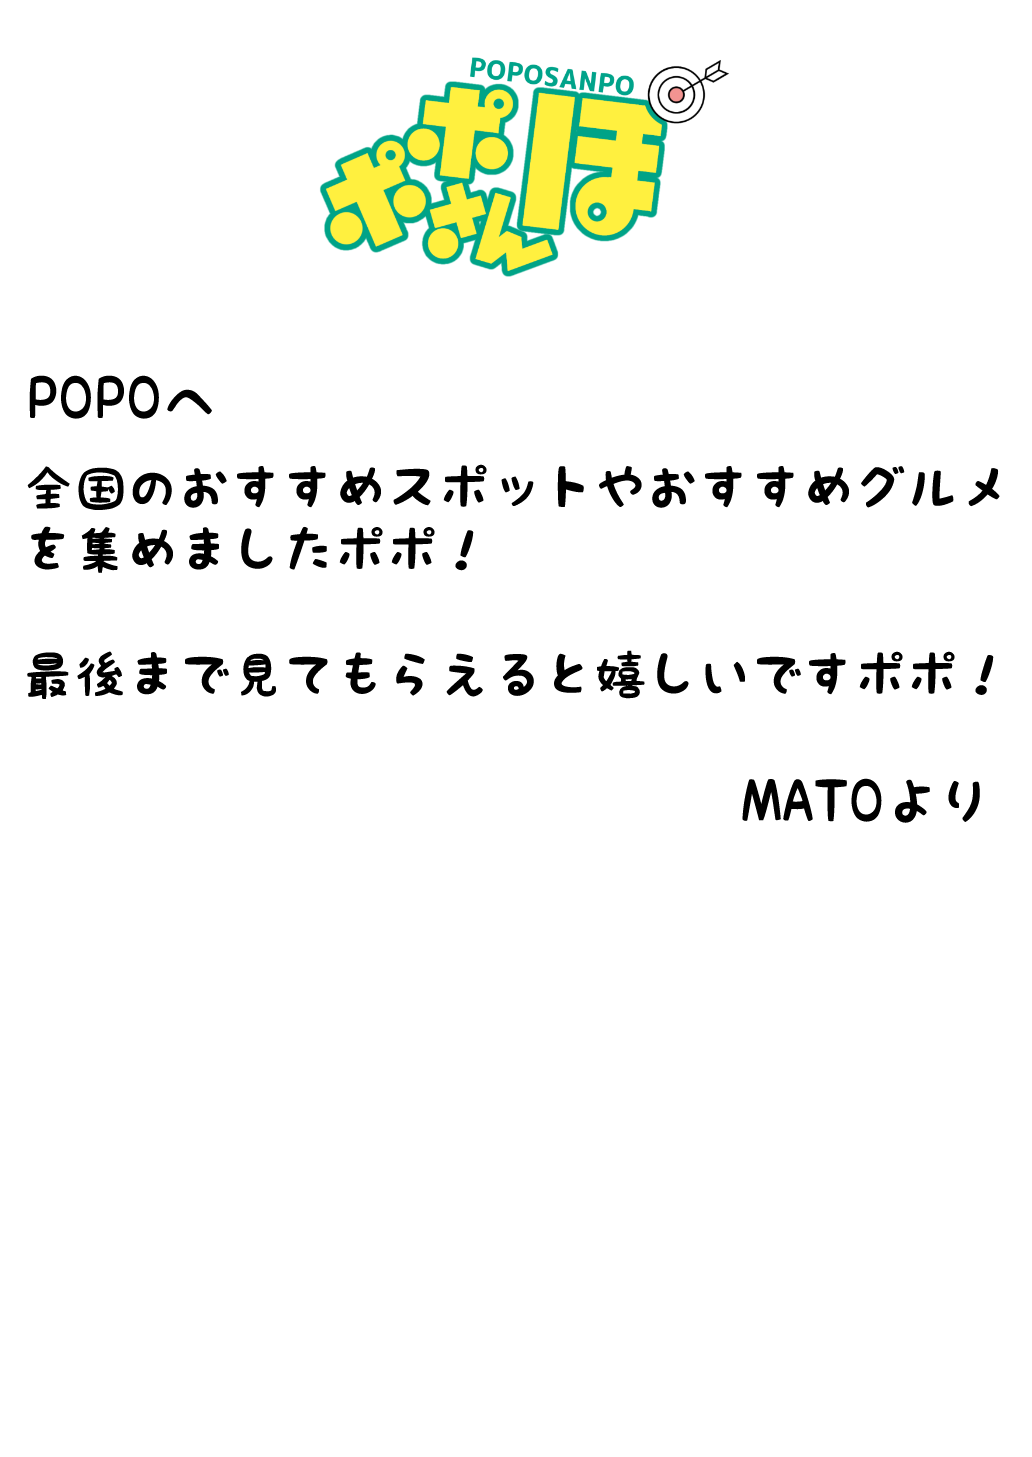 POPOSANPO
ポポさんぽ
POPOへ
全国のおすすめスポットやおすすめグルメ
を集めましたポポ！
最後まで見てもらえると嬉しいですポポ！
MATOより